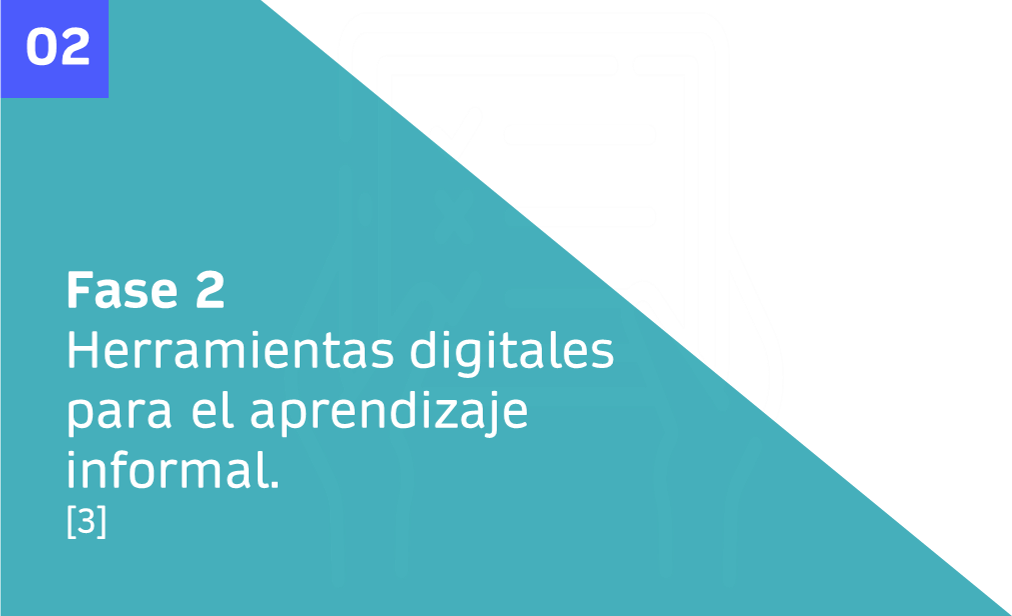 02
Fase 2
Herramientas digitales
para el aprendizaje
informal.
[3]